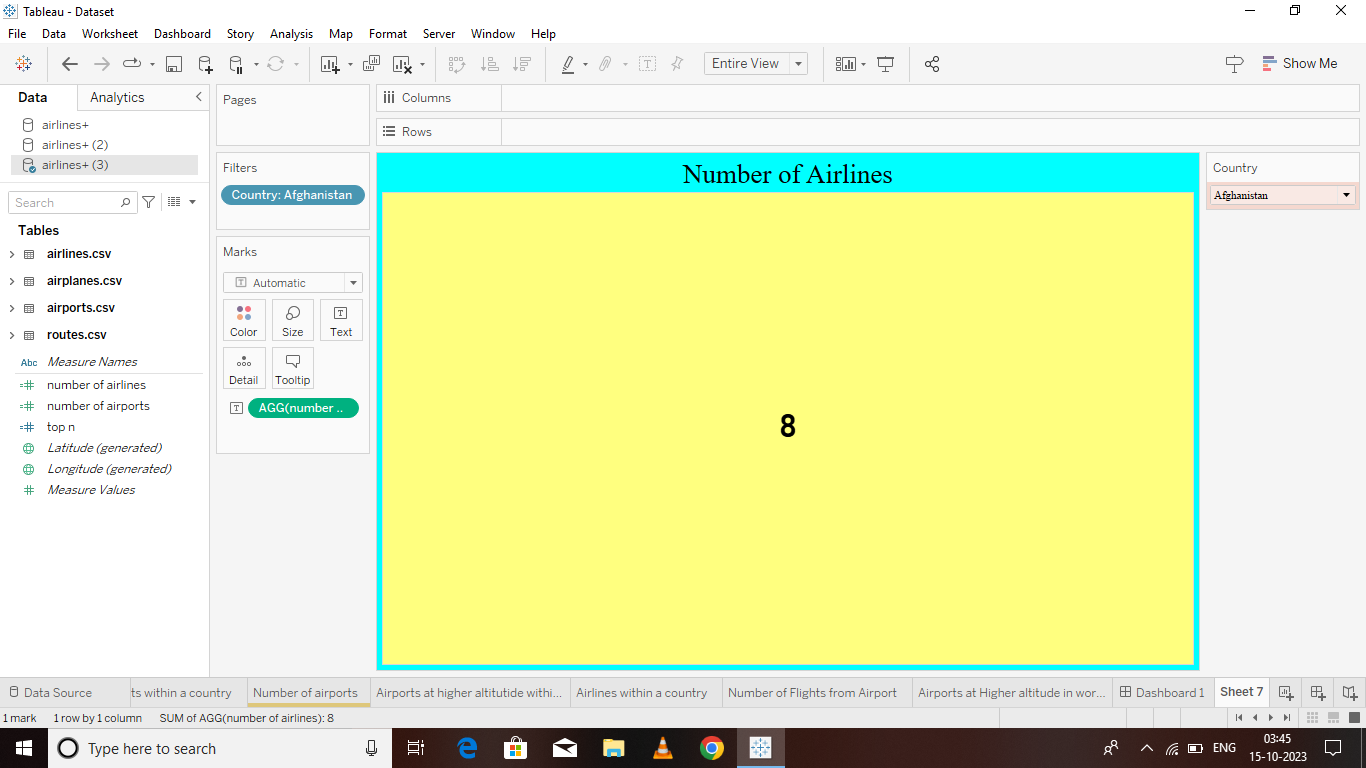 Tableau - Dataset
File Data Worksheet Dashboard Story Analysis Map Format Server Window Help
Entire View
Show Me
Data Analytics
airlines+
airlines+ (2)
airlines+ (3)
Search
Tables
airlines.csv
airplanes.csv
airports.csv
routes.csv
Abc Measure Names
number of airlines
number of airports
top n
Latitude (generated)
Longitude (generated)
Measure Values
Pages
Filters
Country: Afghanistan
Marks
T Automatic
Color Size Text
Detail Tooltip
T AGG(number ..
Columns
Rows
Number of Airlines
8
Country
Afghanistan
Data Source ts within a country Number of airports Airports at higher altitutide withi... Airlines within a country Number of Flights from Airport Airports at Higher altitude in wor... Dashboard 1 Sheet 7
1 mark 1 row by 1 column SUM of AGG(number of airlines): 8
Type here to search
ENG
03:45
15-10-2023